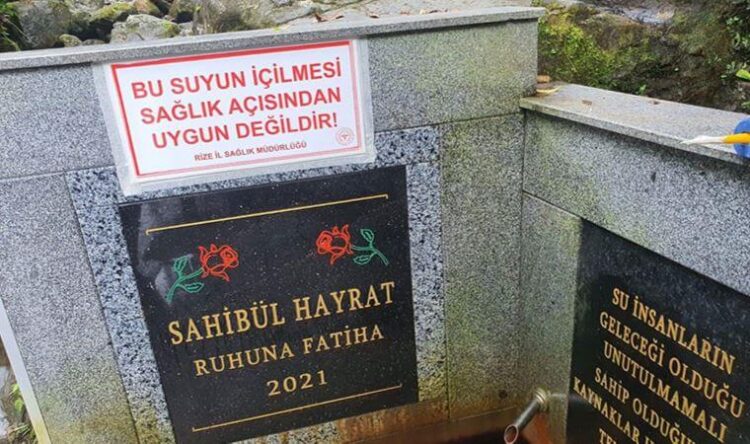 BU SUYUN İÇİLMESİ
SAĞLIK AÇISINDAN
UYGUN DEĞİLDİR!
RİZE İL SAĞLIK MÜDÜRLÜĞÜ
SAHİBÜL HAYRAT
RUHUNA FATİHA
2021
SU İNSANLARIN
GELECEĞİ OLDUĞU
UNUTULMAMALI
SAHİP OLDUĞU
KAYNAKLAR